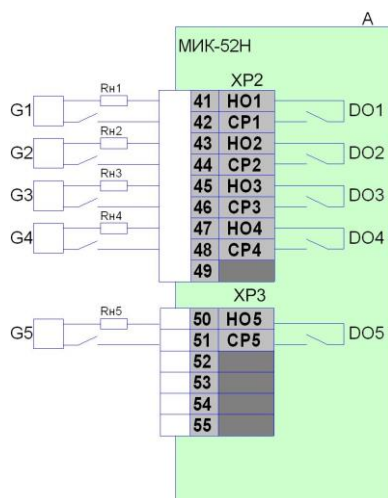 A
МИК-52Н
XP2
G1 Rн1 41 НО1 DO1
42 СР1
G2 Rн2 43 НО2 DO2
44 СР2
G3 Rн3 45 НО3 DO3
46 СР3
G4 Rн4 47 НО4 DO4
48 СР4
49
XP3
G5 Rн5 50 НО5 DO5
51 СР5
52
53
54
55